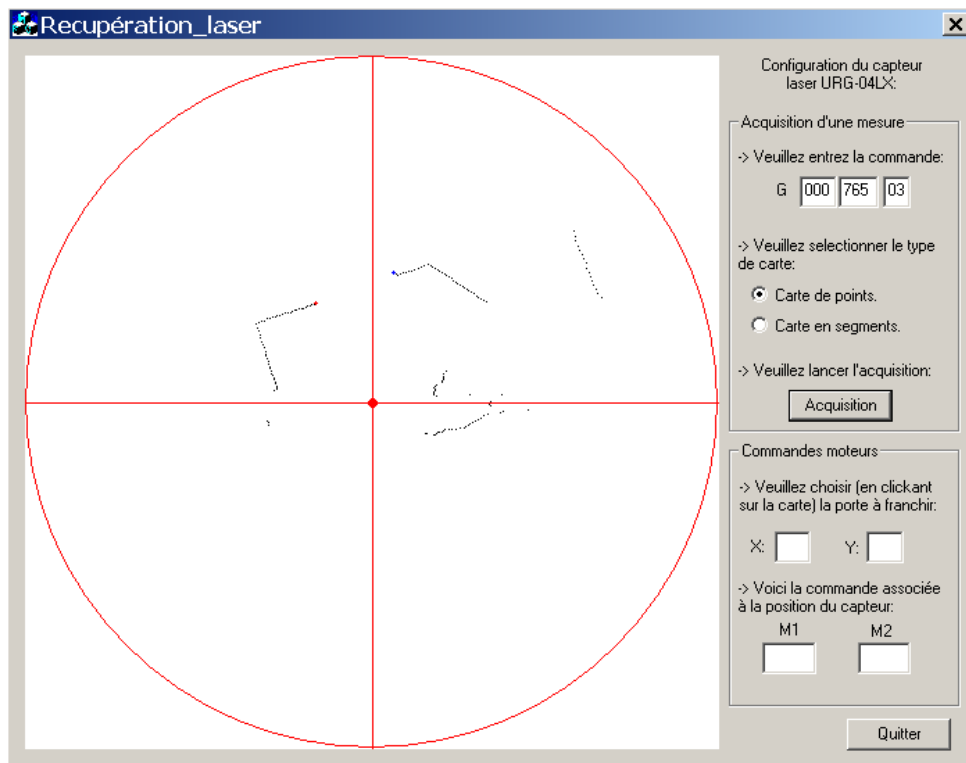 Recupération_laser
Configuration du capteur
laser URG-04LX:
Acquisition d'une mesure
-> Veuillez entrez la commande:
G 000 765 03
-> Veuillez selectionner le type
de carte:
Carte de points.
Carte en segments.
-> Veuillez lancer l'acquisition:
Acquisition
Commandes moteurs
-> Veuillez choisir (en clickant
sur la carte) la porte à franchir:
X: Y:
-> Voici la commande associée
à la position du capteur:
M1 M2
Quitter